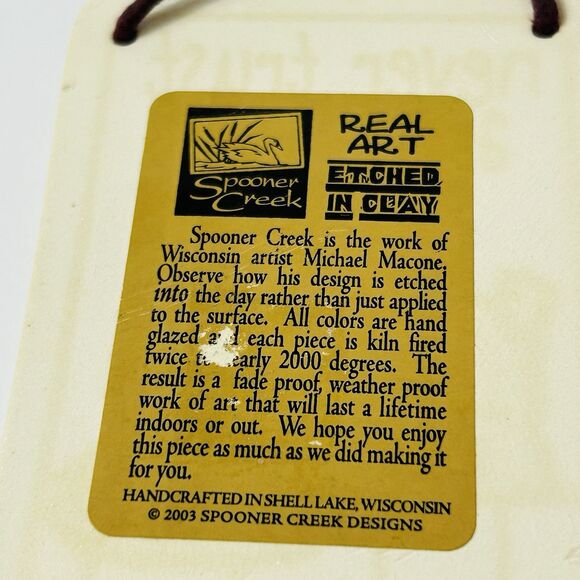 never trust
REAL
ART
ETCHED
IN CLAY
Spooner
Creek
Spooner Creek is the work of
Wisconsin artist Michael Macone.
Observe how his design is etched
into the clay rather than just applied
to the surface. All colors are hand
glazed and each piece is kiln fired
twice to nearly 2000 degrees. The
result is a fade proof, weather proof
work of art that will last a lifetime
indoors or out. We hope you enjoy
this piece as much as we did making it
for you.
HANDCRAFTED IN SHELL LAKE, WISCONSIN
© 2003 SPOONER CREEK DESIGNS